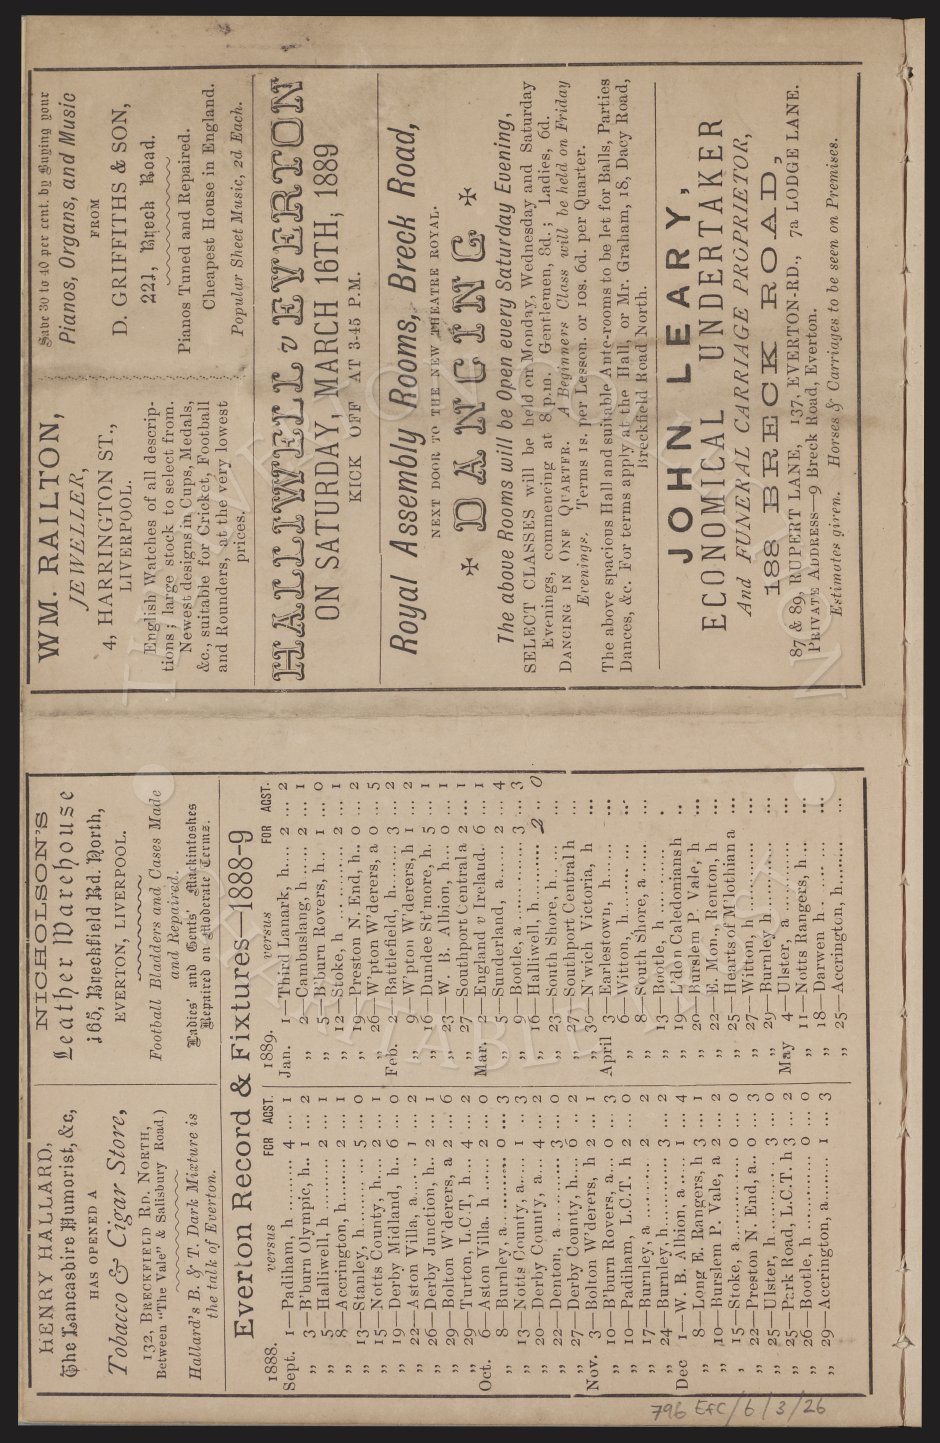 HENRY HALLARD,
The Lancashire Humorist, &c,
HAS OPENED A
Tobacco & Cigar Store,
132, BRECKFIELD RD. NORTH,
Between "The Vale" & Salisbury Road.)
Hallard's B. & T. Dark Mixture is
the talk of Everton.
NICHOLSON'S
Leather Warehouse
165, Breckfield Rd. North,
EVERTON, LIVERPOOL.
Football Bladders and Cases Made
and Repaired.
Ladies' and Gents' Mackintoshes
Repaired on Moderate Terms.
Everton Record & Fixtures—1888-9
1888. versus FOR AGST.
Sept. 1—Padiham, h ......... 4 ... 1
„ 3—B'burn Olympic, h... 1 ... 2
„ 5—Halliwell, h ......... 2 ... 1
„ 8—Accrington, h......... 2 ... 1
„ 13—Stanley, h............ 5 ... 0
„ 15—Notts County, h...... 2 ... 1
„ 19—Derby Midland, h.. 6 ... 0
„ 22—Aston Villa, a...... 1 ... 2
„ 26—Derby Junction, h... 2 ... 1
„ 29—Bolton W'derers, a 2 ... 6
„ 29—Turton, L.C.T, h... 4 ... 2
Oct. 6—Aston Villa. h ...... 2 ... 0
„ 8—Burnley, a............ 0 ... 3
„ 13—Notts County, a..... 1 ... 3
„ 20—Derby County, a... 4 ... 2
„ 22—Denton, a ............ 3 ... 0
„ 27—Derby County, h..... 0 ... 2
Nov. 3—Bolton W'derers, h 2 ... 1
„ 10—B'burn Rovers, a... 0 ... 3
„ 10 Padiham, L.C.T. h 2 ... 0
„ 17—Burnley, a ............ 2 ... 2
„ 24—Burnley, h............ 3 ... 2
Dec 1—W. B. Albion, a ...... 1 ... 4
„ 8—Long E. Rangers, h 3 ... 1
„ 10—Burslem P. Vale, a 2 ... 2
„ 15—Stoke, a............... 0 ... 0
„ 22—Preston N. End, a... 0 ... 3
„ 25—Ulster, h ............ 3 ... 0
„ 25—Park Road, L.C.T. h 3 ... 2
„ 26—Bootle, h ............ 0 ... 0
„ 29 Accrington, a......... 1 ... 3
1889. versus FOR AGST.
Jan. 1—Third Lanark, h.... 2 ... 2
„ 2—Cambuslang, h ...... 2 ... 1
„ 5—B'burn Rovers, h... 1 ... 0
„ 12—Stoke, h ............ 2 ... 1
„ 19—Preston N. End, h.. 0 ... 2
„ 26—W'pton W'derers, a 0 ... 5
Feb. 2—Battlefield, h......... 3 ... 2
„ 9—W'pton W'derers, h 1 ... 2
„ 16—Dundee St'more, h. 5 ... 1
„ 23 W. B. Albion, h... 0 ... 1
„ 27 Southport Central a 2 ... 1
Mar. 2—England v Ireland. 6 ... 1
„ 5—Sunderland, a ...... 2 ... 4
„ 9 Bootle, a............... 3 ... 3
„ 16—Halliwell, h............ 2 .. 0
„ 23—South Shore, h... ... ...
„ 27—Southport Central h ...
„ 30—N'wich Victoria, h ...
April 3 Earlestown, h...... ...
„ 6—Witton, h......... ... ...
„ 8—South Shore, a ...... ...
„ 13—Bootle, h ............ .
„ 19—L'don Caledonians h ..
„ 20—Burslem P. Vale, h ...
„ 22—E. Mon., Renton, h ...
„ 25—Hearts of M'lothian a ...
„ 27—Witton, h............ ...
„ 29—Burnley h............ ...
May 4—Ulster, a ............ ...
„ 11—Notts Rangers, h... ...
„ 18—Darwen h... ...... ...
„ 25—Accrington, h......... ...
796 EFC/6/3/26
WM. RAILTON,
JEWELLER,
4, HARRINGTON ST.,
LIVERPOOL.
English Watches of all descrip-
tions; large stock to select from.
Newest designs in Cups, Medals,
&c., suitable for Cricket, Football
and Rounders, at the very lowest
prices.
Save 30 to 40 per cent. by Buying your
Pianos, Organs, and Music
FROM
D. GRIFFITHS & SON,
221, Breck Road.
Pianos Tuned and Repaired.
Cheapest House in England.
Popular Sheet Music, 2d Each.
HALLIWELL v EVERTON
ON SATURDAY, MARCH 16TH, 1889
KICK OFF AT 3-45 P.M.
Royal Assembly Rooms, Breck Road,
NEXT DOOR TO THE NEW THEATRE ROYAL.
DANCING
The above Rooms will be Open every Saturday Evening,
SELECT CLASSES will be held on Monday, Wednesday and Saturday
Evenings, commencing at 8 p.m. Gentlemen, 8d.; Ladies, 6d.
DANCING IN ONE QUARTER. A Beginners Class will be held on Friday
Evenings. Terms 1s. per Lesson. or 10s. 6d. per Quarter.
The above spacious Hall and suitable Ante-rooms to be let for Balls, Parties
Dances, &c. For terms apply at the Hall, or Mr. Graham, 18, Dacy Road,
Breckfield Road North.
JOHN LEARY,
ECONOMICAL UNDERTAKER
And FUNERAL CARRIAGE PROPRIETOR,
188 BRECK ROAD,
87 & 89, RUPERT LANE, 137, EVERTON-RD., 7a LODGE LANE.
PRIVATE ADDRESS—9 Breck Road, Everton.
Estimates given. Horses & Carriages to be seen on Premises.